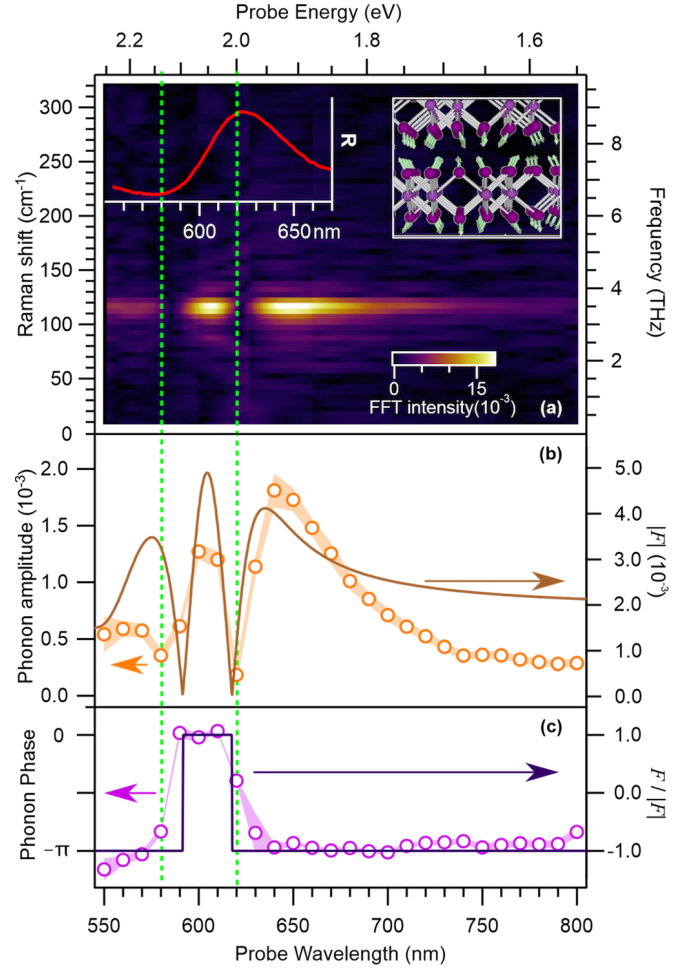 Probe Energy (eV)
2.2 2.0 1.8 1.6
300
250
200
150
100
50
0
Raman shift (cm⁻¹)
R
600 650nm
8
6
4
2
Frequency (THz)
0 15
FFT intensity(10⁻³) (a)
(b)
2.0
1.5
1.0
0.5
0.0
Phonon amplitude (10⁻³)
5.0
4.0
3.0
2.0
1.0
0.0
|F| (10⁻³)
(c)
0
−π
Phonon Phase
1.0
0.0
-1.0
F / |F|
550 600 650 700 750 800
Probe Wavelength (nm)